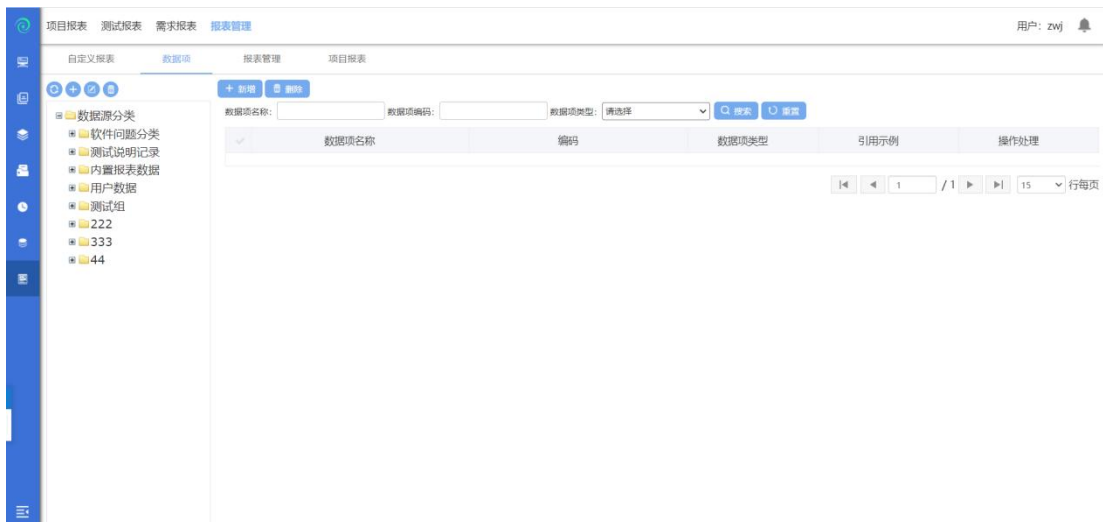 项目报表 测试报表 需求报表 报表管理 用户: zwj
自定义报表 数据项 报表管理 项目报表
+ 新增 删除
数据项名称: 数据项编码: 数据项类型: 请选择 搜索 重置
数据项名称 编码 数据项类型 引用示例 操作处理
1 / 1 15 行每页
数据源分类
软件问题分类
测试说明记录
内置报表数据
用户数据
测试组
222
333
44